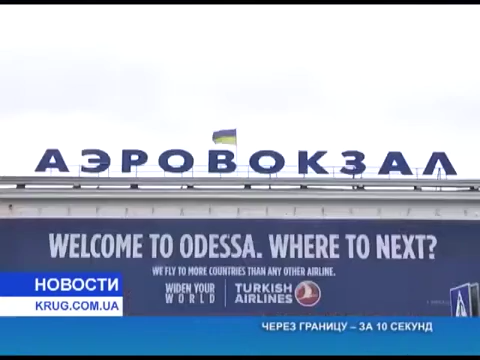 АЭРОВОКЗАЛ
WELCOME TO ODESSA. WHERE TO NEXT?
WE FLY TO MORE COUNTRIES THAN ANY OTHER AIRLINE.
WIDEN YOUR
WORLD
TURKISH
AIRLINES
НОВОСТИ
KRUG.COM.UA
ЧЕРЕЗ ГРАНИЦУ – ЗА 10 СЕКУНД